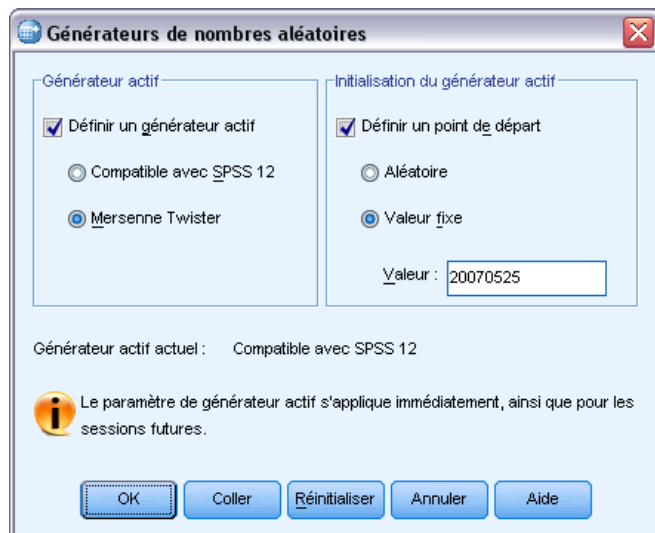 Générateurs de nombres aléatoires
Générateur actif
Définir un générateur actif
Compatible avec SPSS 12
Mersenne Twister
Initialisation du générateur actif
Définir un point de départ
Aléatoire
Valeur fixe
Valeur : 20070525
Générateur actif actuel : Compatible avec SPSS 12
Le paramètre de générateur actif s'applique immédiatement, ainsi que pour les
sessions futures.
OK Coller Réinitialiser Annuler Aide